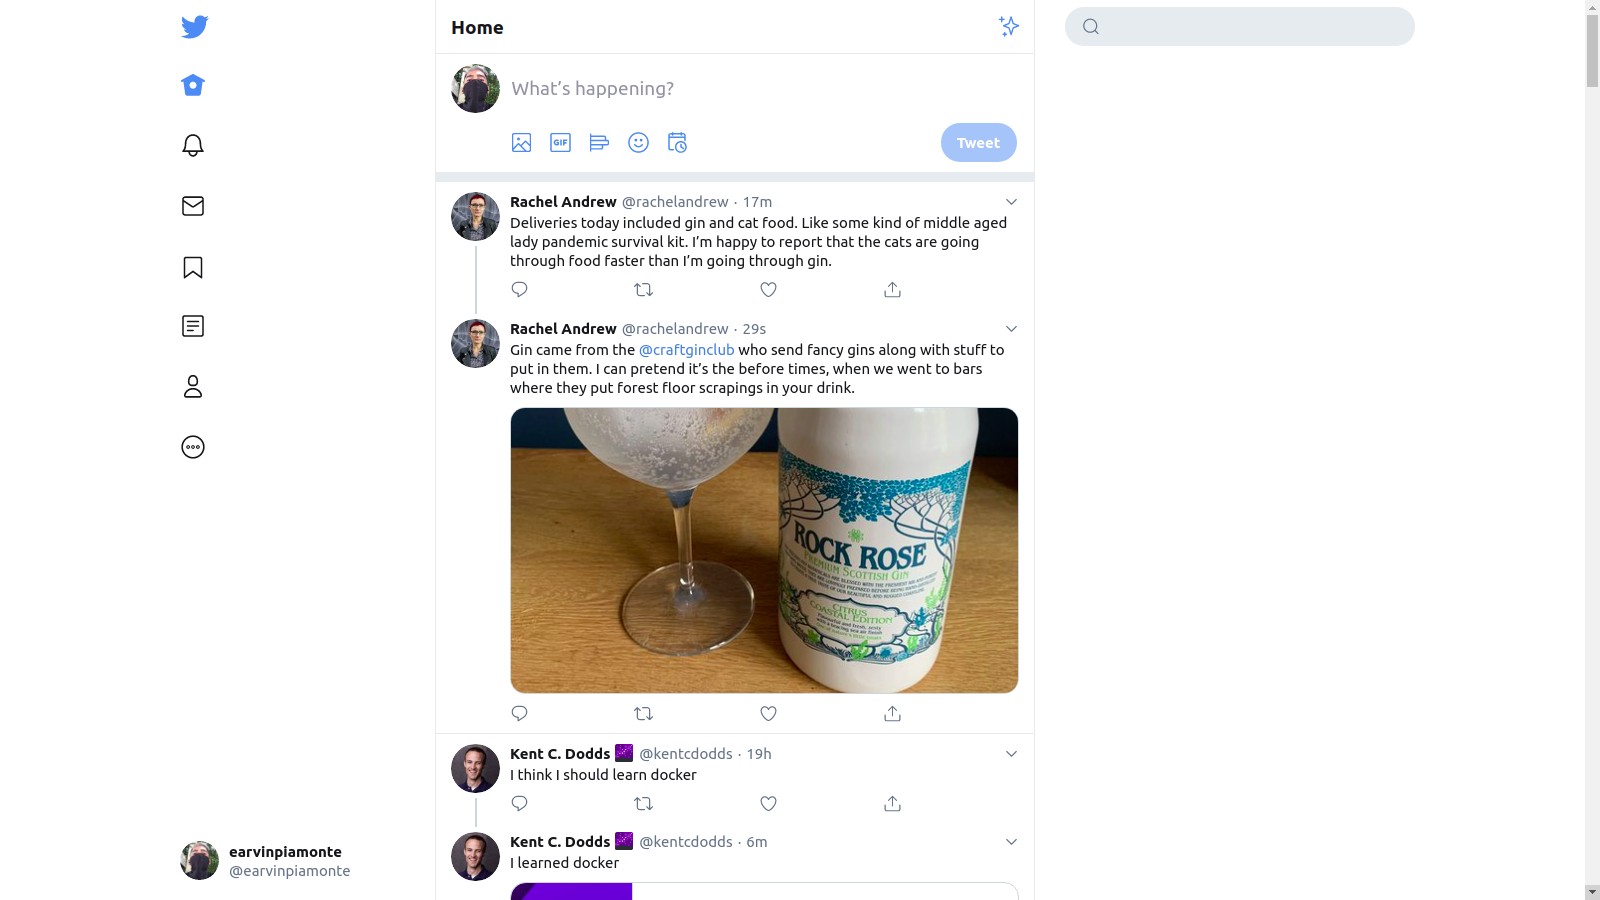 Home
What's happening?
GIF
Tweet
Rachel Andrew @rachelandrew · 17m
Deliveries today included gin and cat food. Like some kind of middle aged
lady pandemic survival kit. I’m happy to report that the cats are going
through food faster than I’m going through gin.
Rachel Andrew @rachelandrew · 29s
Gin came from the @craftginclub who send fancy gins along with stuff to
put in them. I can pretend it’s the before times, when we went to bars
where they put forest floor scrapings in your drink.
ROCK ROSE
PREMIUM SCOTTISH GIN
CITRUS
COASTAL EDITION
Kent C. Dodds @kentcdodds · 19h
I think I should learn docker
Kent C. Dodds @kentcdodds · 6m
I learned docker
earvinpiamonte
@earvinpiamonte